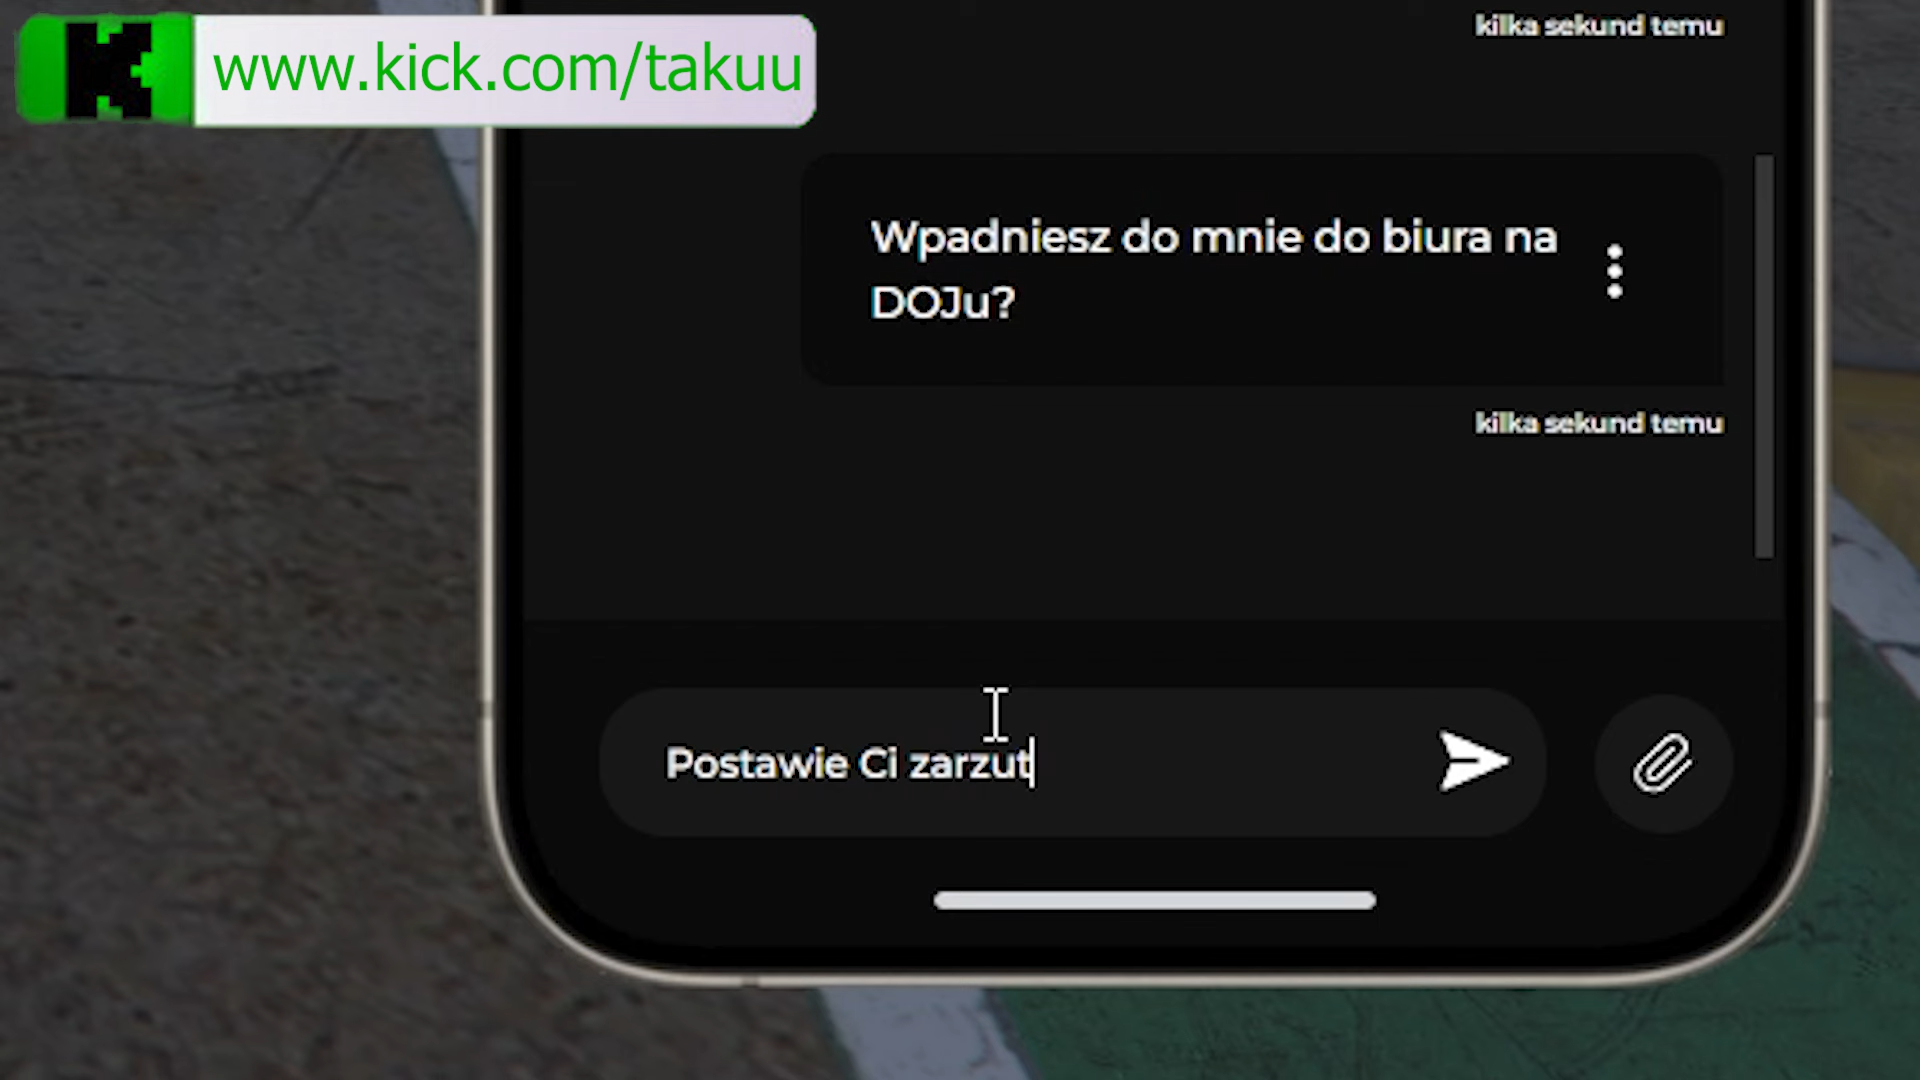 www.kick.com/takuu
kilka sekund temu
Wpadniesz do mnie do biura na
DOJu?
kilka sekund temu
Postawie Ci zarzut